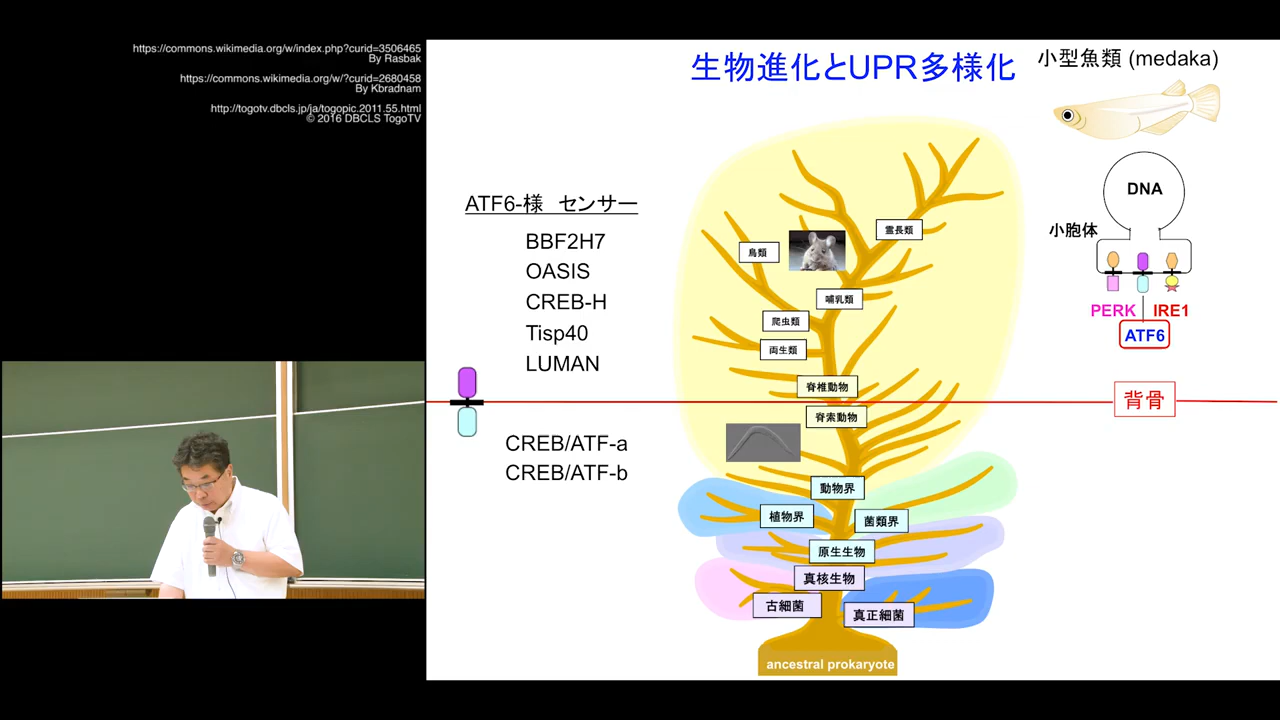 https://commons.wikimedia.org/w/index.php?curid=3506465
By Rasbak
https://commons.wikimedia.org/w/?curid=2680458
By Kbradnam
http://togotv.dbcls.jp/ja/togopic.2011.55.html
© 2016 DBCLS TogoTV
生物進化とUPR多様化
小型魚類 (medaka)
DNA
小胞体
PERK
IRE1
ATF6
ATF6-様 センサー
BBF2H7
OASIS
CREB-H
Tisp40
LUMAN
CREB/ATF-a
CREB/ATF-b
霊長類
鳥類
哺乳類
爬虫類
両生類
脊椎動物
背骨
脊索動物
動物界
植物界
菌類界
原生生物
真核生物
古細菌
真正細菌
ancestral prokaryote